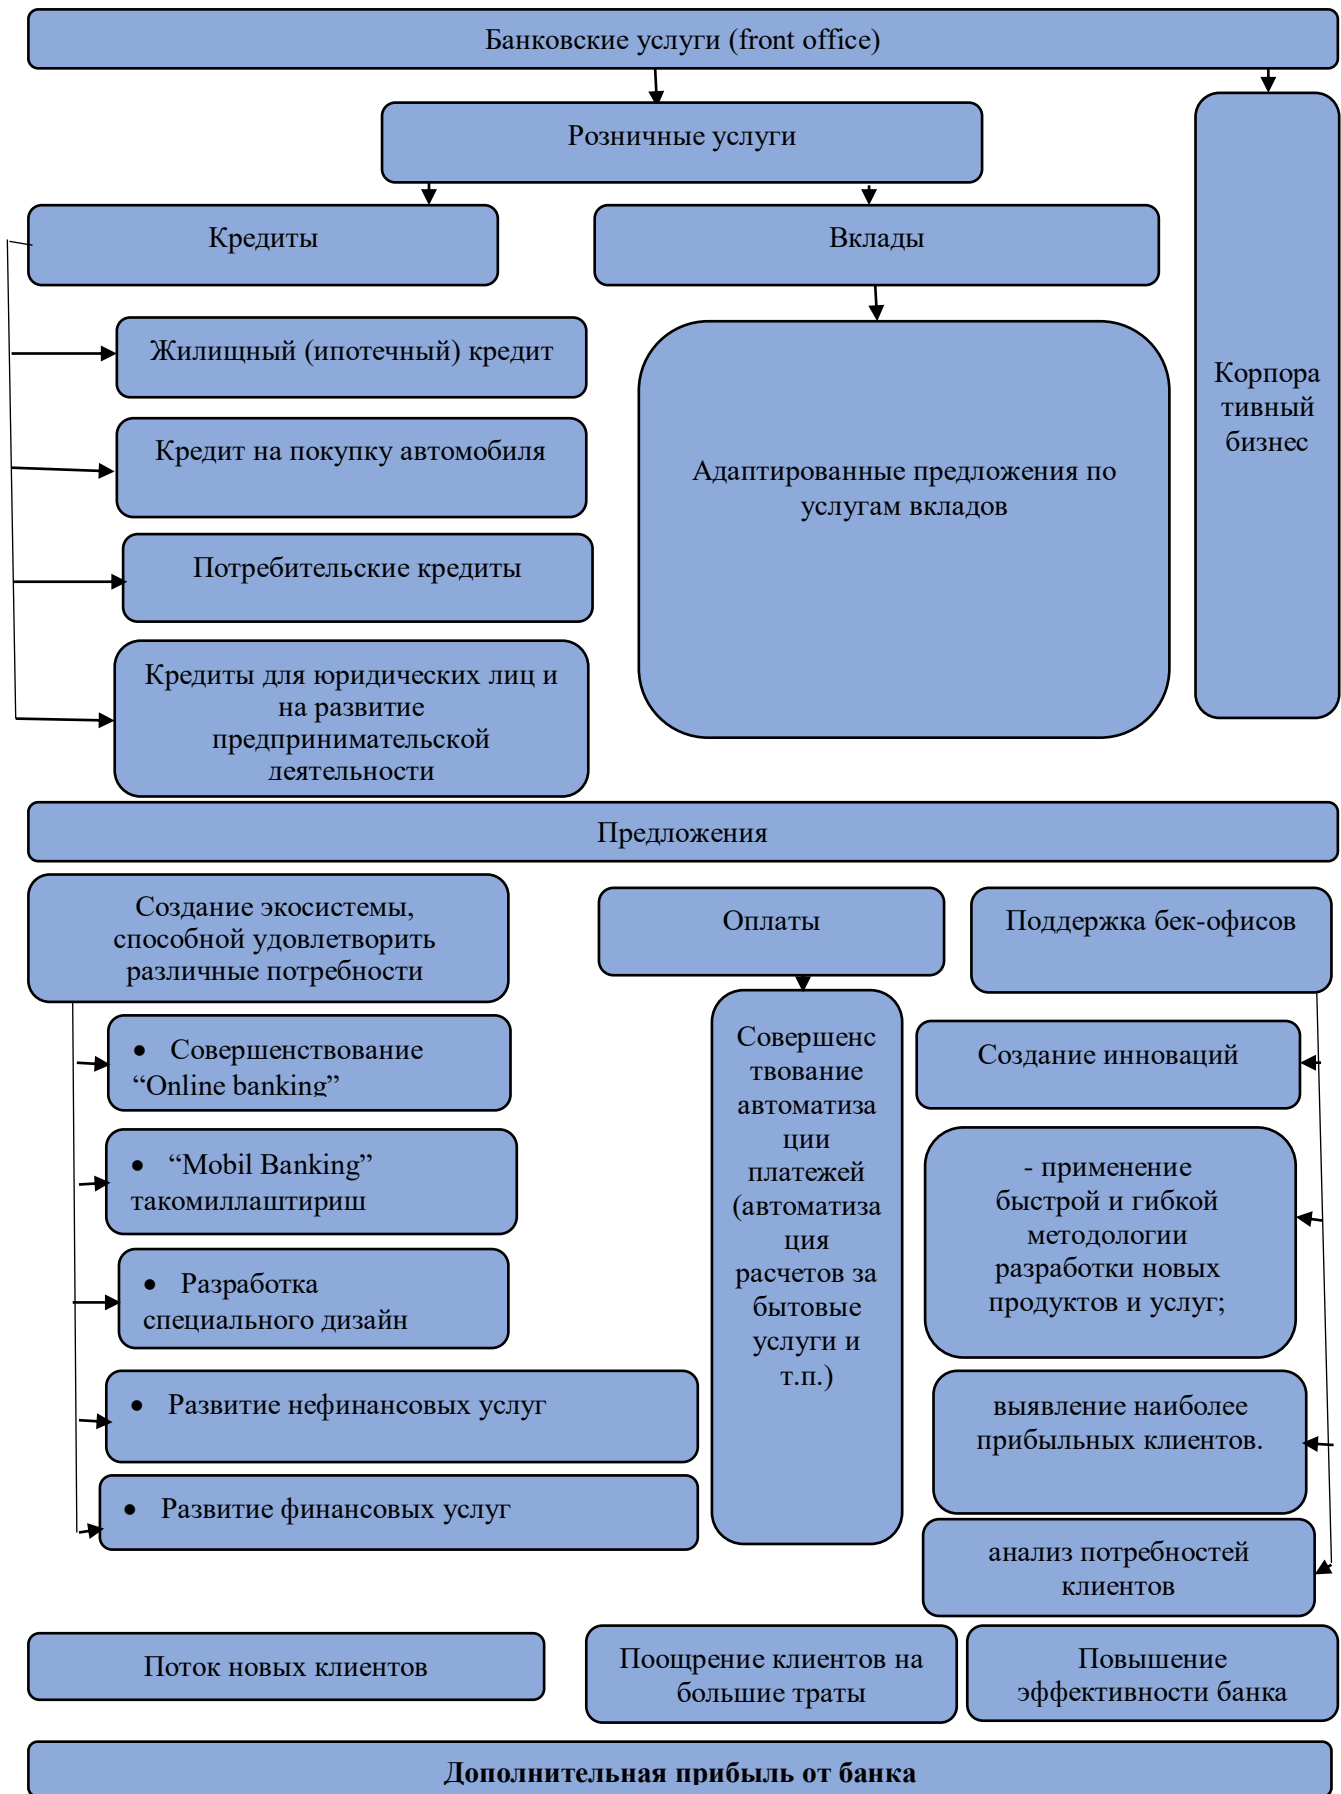 Банковские услуги (front office)
Розничные услуги
Кредиты
Вклады
Корпора
тивный
бизнес
Жилищный (ипотечный) кредит
Кредит на покупку автомобиля
Потребительские кредиты
Кредиты для юридических лиц и
на развитие
предпринимательской
деятельности
Адаптированные предложения по
услугам вкладов
Предложения
Создание экосистемы,
способной удовлетворить
различные потребности
• Совершенствование
“Online banking”
• “Mobil Banking”
такомиллаштириш
• Разработка
специального дизайн
• Развитие нефинансовых услуг
• Развитие финансовых услуг
Оплаты
Совершенс
твование
автоматиза
ции
платежей
(автоматиза
ция
расчетов за
бытовые
услуги и
т.п.)
Поддержка бек-офисов
Создание инноваций
- применение
быстрой и гибкой
методологии
разработки новых
продуктов и услуг;
выявление наиболее
прибыльных клиентов.
анализ потребностей
клиентов
Поток новых клиентов
Поощрение клиентов на
большие траты
Повышение
эффективности банка
Дополнительная прибыль от банка